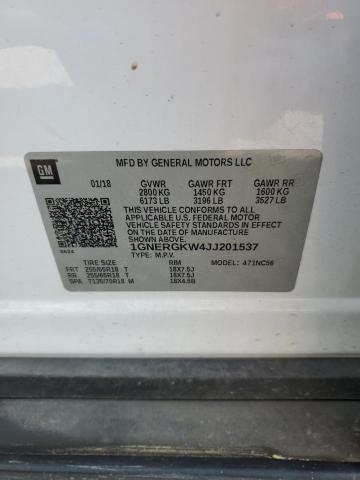 GM
MFD BY GENERAL MOTORS LLC
01/18 GVWR GAWR FRT GAWR RR
2800 KG 1450 KG 1600 KG
6173 LB 3196 LB 3527 LB
THIS VEHICLE CONFORMS TO ALL
APPLICABLE U.S. FEDERAL MOTOR
VEHICLE SAFETY STANDARDS IN
EFFECT ON THE DATE OF
MANUFACTURE SHOWN ABOVE.
1GNERGKW4JJ201537
TYPE: M.P.V.
TIRE SIZE RIM MODEL: 471NC56
FRT 255/65R18 T 18X7.5J
RR 255/65R18 T 18X7.5J
SPA T135/70R18 M 18X4.5B